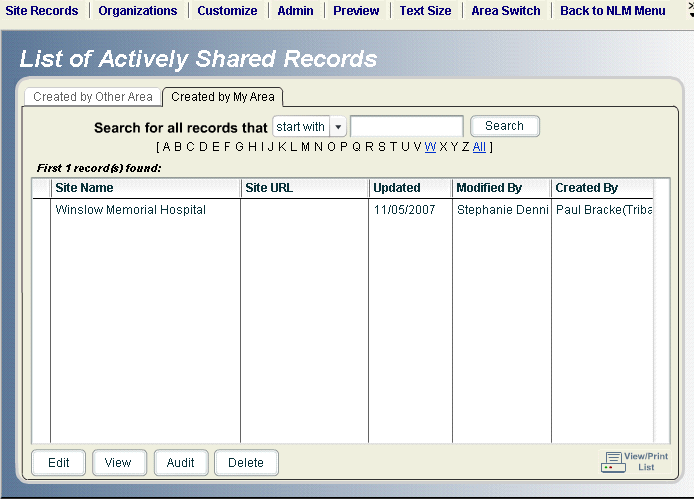 Site Records Organizations Customize Admin Preview Text Size Area Switch Back to NLM Menu
List of Actively Shared Records
Created by Other Area Created by My Area
Search for all records that start with Search
[ A B C D E F G H I J K L M N O P Q R S T U V W X Y Z All ]
First 1 record(s) found:
Site Name Site URL Updated Modified By Created By
Winslow Memorial Hospital 11/05/2007 Stephanie Denni Paul Bracke(Triba
Edit View Audit Delete View/Print
List